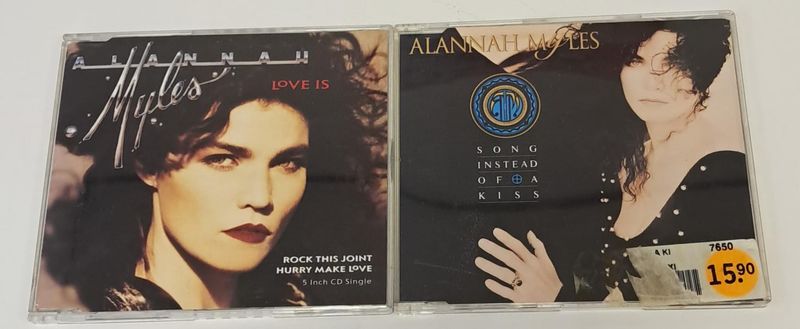 ALANNAH
Myles
LOVE IS
ROCK THIS JOINT
HURRY MAKE LOVE
5 Inch CD Single
ALANNAH MYLES
SONG
INSTEAD
OF A
KISS
A KI
7650
15.90